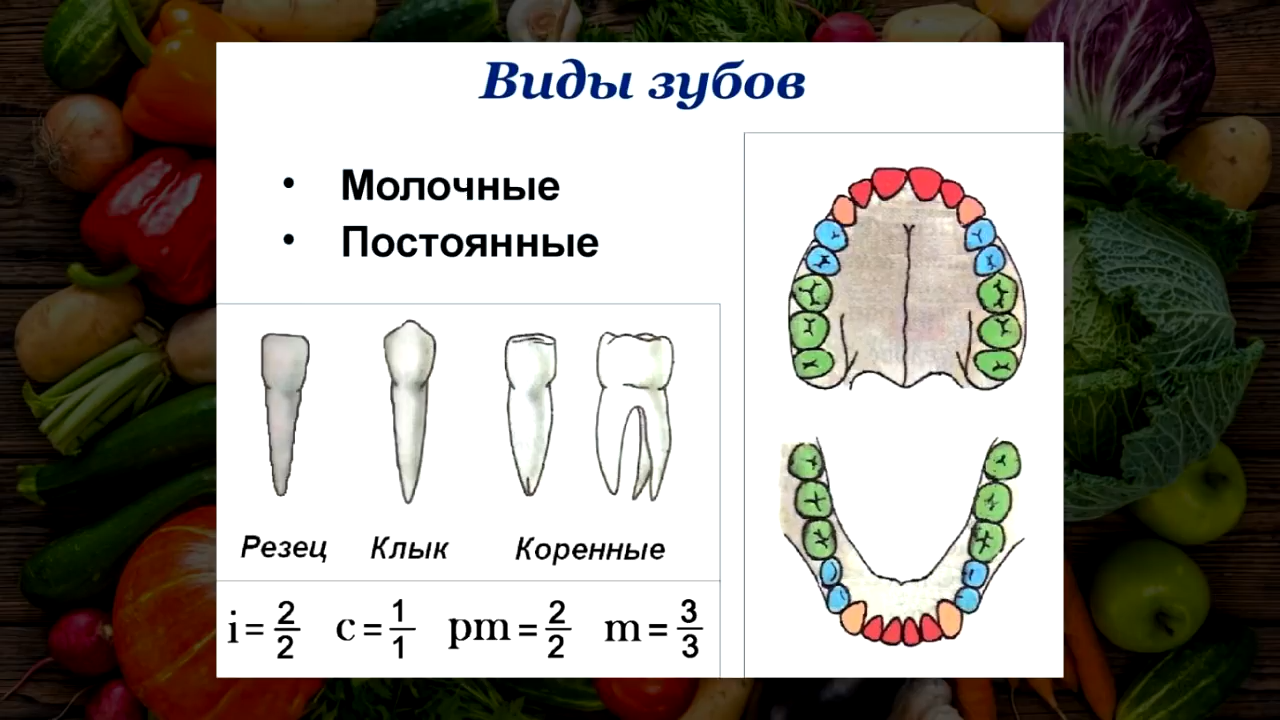 Виды зубов
• Молочные
• Постоянные
Резец Клык Коренные
i = 2/2 c = 1/1 pm = 2/2 m = 3/3